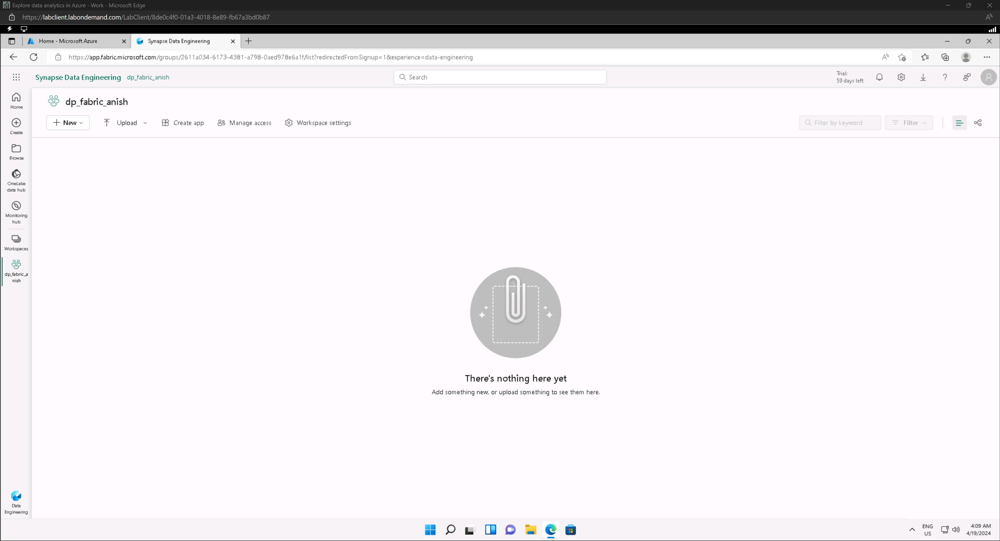 Explore data analytics in Azure - Work - Microsoft Edge
https://labclient.labondemand.com/LabClient/8de0c4f0-01a3-4018-8e89-fb67a3bd0b87
Home - Microsoft Azure
Synapse Data Engineering
https://app.fabric.microsoft.com/groups/2611a034-6173-4381-a798-0aed978e6a1f/list?redirectedFromSignup=1&experience=data-engineering
Synapse Data Engineering dp_fabric_anish
Search
Trial:
59 days left
Home
Create
Browse
OneLake
data hub
Monitoring
hub
Workspaces
dp_fabric_a
nish
dp_fabric_anish
New
Upload
Create app
Manage access
Workspace settings
Filter by keyword
Filter
There's nothing here yet
Add something new, or upload something to see them here.
Data
Engineering
ENG
US
4:09 AM
4/19/2024